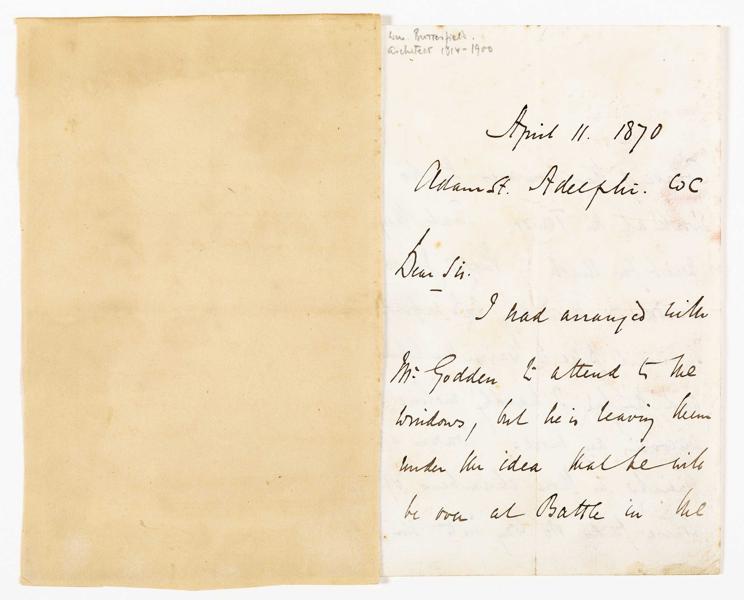 Wm. Butterfield.
Architect 1814-1900
April 11. 1870
Adam St. Adelphi. WC
Dear Sir.
I had arranged with
Mr. Godden to attend to the
windows, but he is leaving them
under the idea that he will
be over at Battle in the